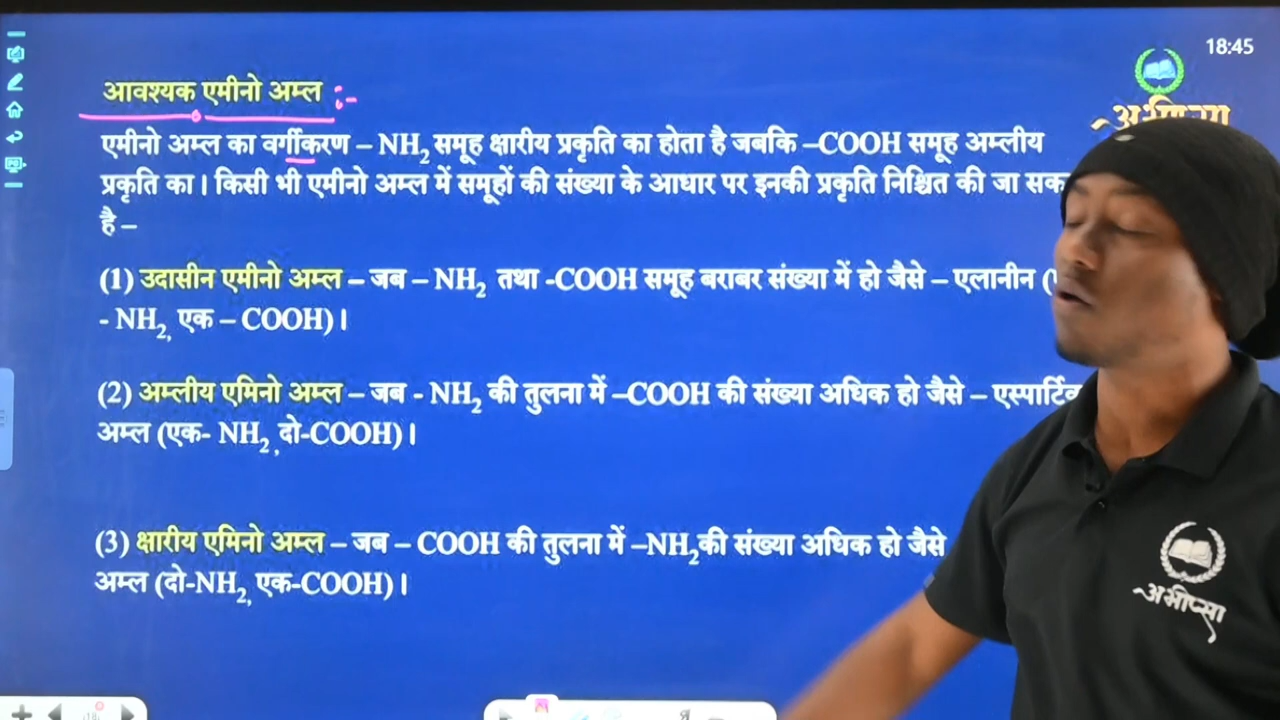 18:45
आवश्यक एमीनो अम्ल :-
अभीप्सा
एमीनो अम्ल का वर्गीकरण – NH2 समूह क्षारीय प्रकृति का होता है जबकि –COOH समूह अम्लीय
प्रकृति का । किसी भी एमीनो अम्ल में समूहों की संख्या के आधार पर इनकी प्रकृति निश्चित की जा
है –
(1) उदासीन एमीनो अम्ल – जब – NH2 तथा -COOH समूह बराबर संख्या में हो जैसे – एलानीन (
- NH2, एक – COOH) ।
(2) अम्लीय एमिनो अम्ल – जब - NH2 की तुलना में –COOH की संख्या अधिक हो जैसे –
अम्ल (एक- NH2, दो-COOH) ।
(3) क्षारीय एमिनो अम्ल – जब – COOH की तुलना में –NH2की संख्या अधिक हो जैसे
अम्ल (दो-NH2, एक-COOH) ।
अभीप्सा